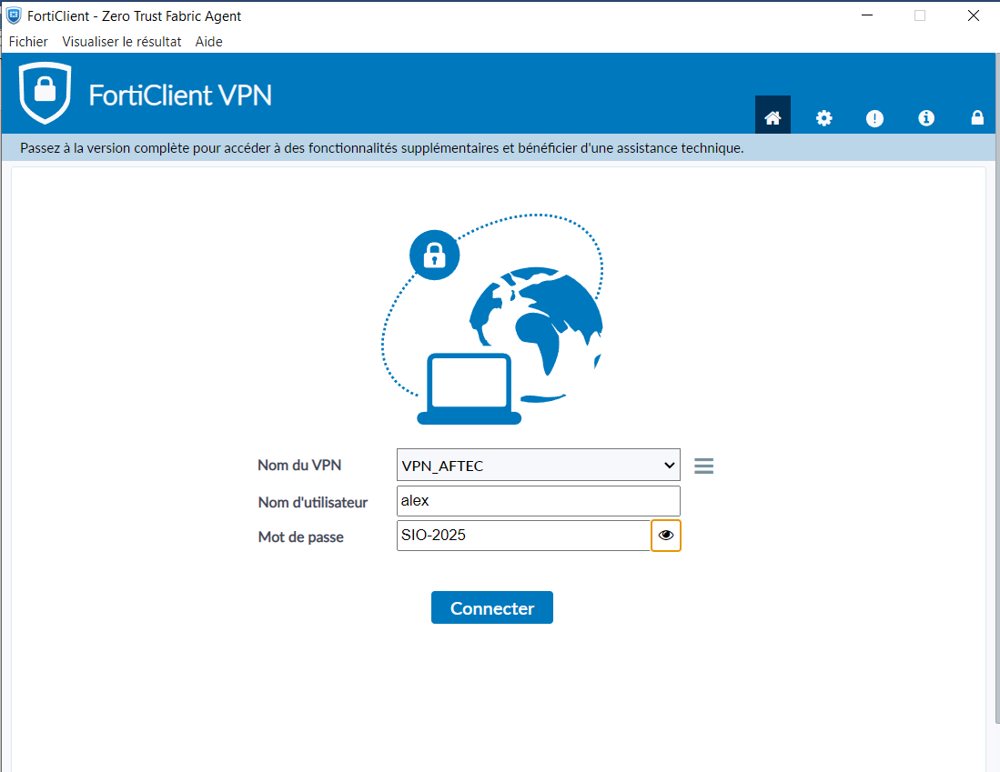 FortiClient - Zero Trust Fabric Agent
Fichier Visualiser le résultat Aide
FortiClient VPN
Passez à la version complète pour accéder à des fonctionnalités supplémentaires et bénéficier d'une assistance technique.
Nom du VPN VPN_AFTEC
Nom d'utilisateur alex
Mot de passe SIO-2025
Connecter